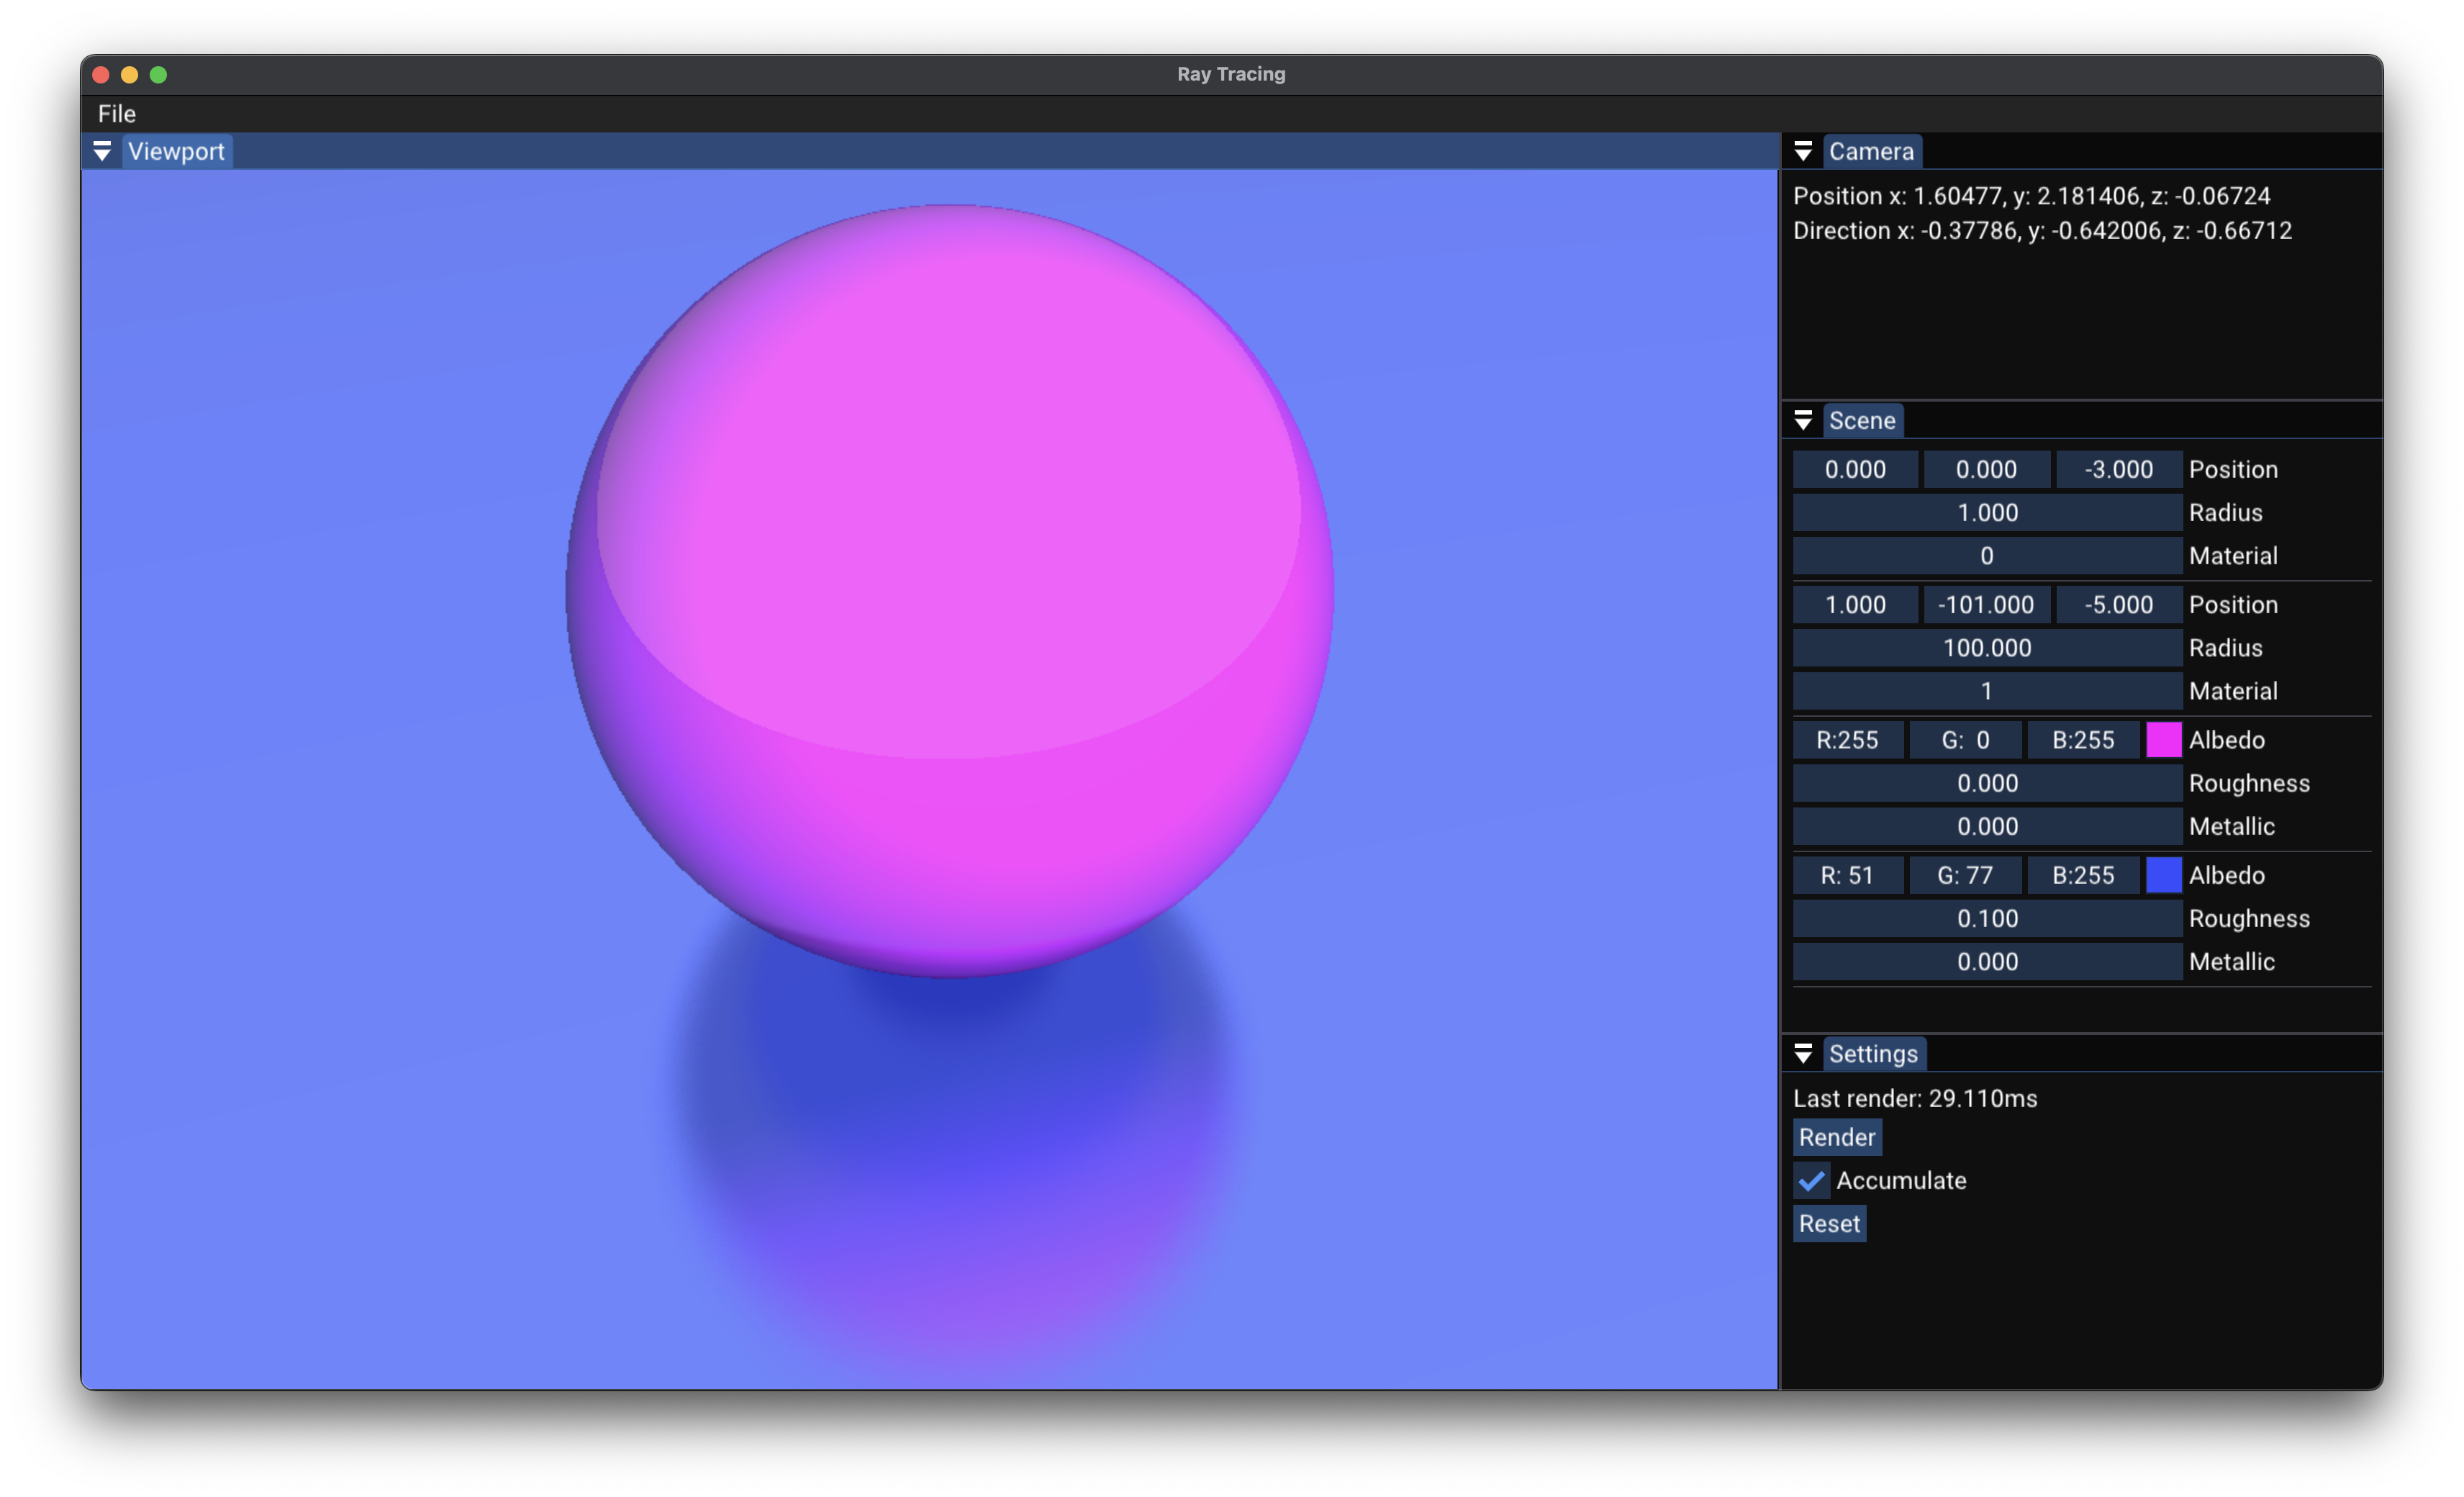 Ray Tracing
File
Viewport
Camera
Position x: 1.60477, y: 2.181406, z: -0.06724
Direction x: -0.37786, y: -0.642006, z: -0.66712
Scene
0.000 0.000 -3.000 Position
1.000 Radius
0 Material
1.000 -101.000 -5.000 Position
100.000 Radius
1 Material
R:255 G: 0 B:255 Albedo
0.000 Roughness
0.000 Metallic
R: 51 G: 77 B:255 Albedo
0.100 Roughness
0.000 Metallic
Settings
Last render: 29.110ms
Render
Accumulate
Reset